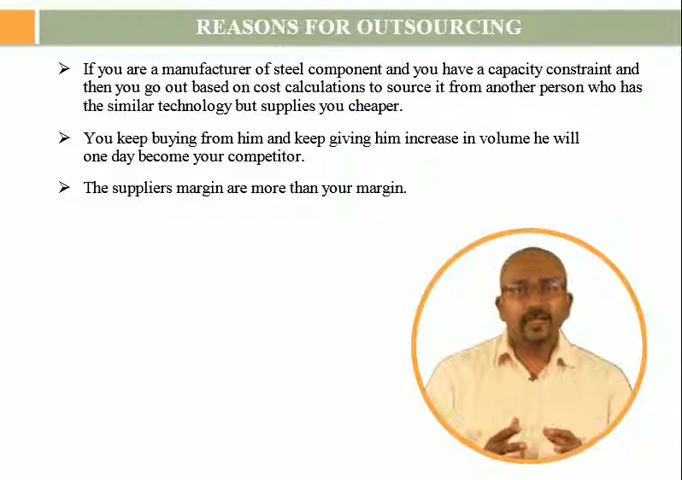 REASONS FOR OUTSOURCING
If you are a manufacturer of steel component and you have a capacity constraint and
then you go out based on cost calculations to source it from another person who has
the similar technology but supplies you cheaper.
You keep buying from him and keep giving him increase in volume he will
one day become your competitor.
The suppliers margin are more than your margin.